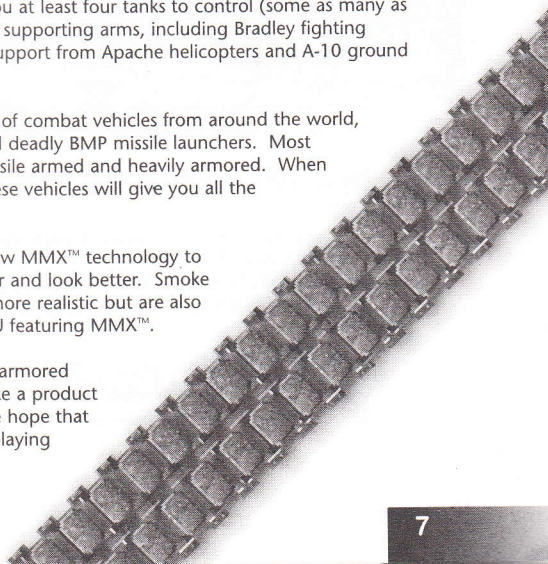 u at least four tanks to control (some as many as
supporting arms, including Bradley fighting
upport from Apache helicopters and A-10 ground
of combat vehicles from around the world,
deadly BMP missile launchers. Most
sile armed and heavily armored. When
ese vehicles will give you all the
w MMX™ technology to
r and look better. Smoke
more realistic but are also
U featuring MMX™.
armored
e a product
hope that
laying
7